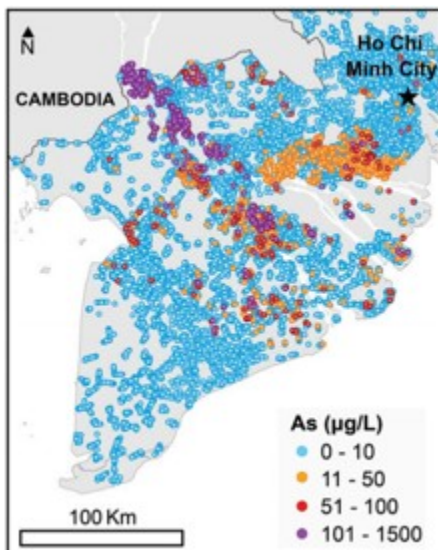 N
Ho Chi
Minh City
CAMBODIA
As (µg/L)
0 - 10
11 - 50
51 - 100
101 - 1500
100 Km